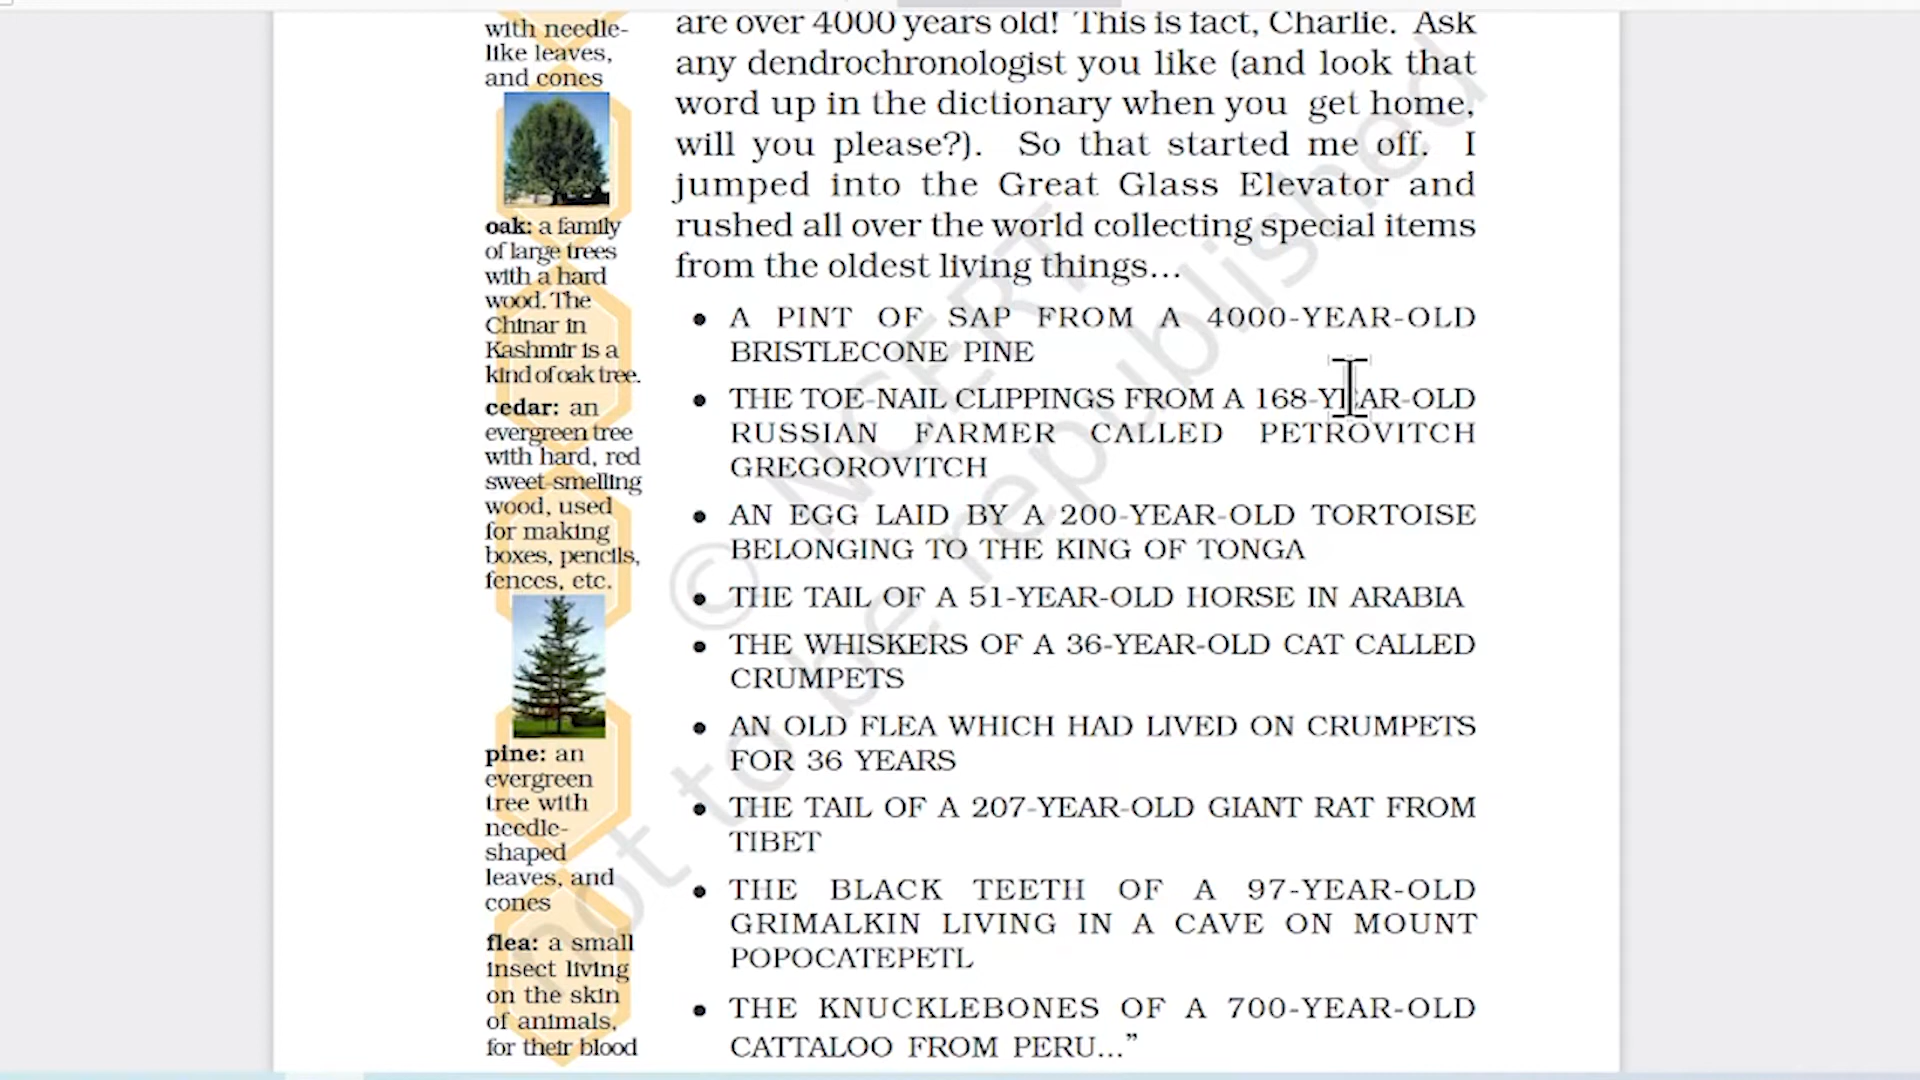 with needle-
like leaves,
and cones
oak: a family
of large trees
with a hard
wood. The
Chinar in
Kashmir is a
kind of oak tree.
cedar: an
evergreen tree
with hard, red
sweet-smelling
wood, used
for making
boxes, pencils,
fences, etc.
pine: an
evergreen
tree with
needle-
shaped
leaves, and
cones
flea: a small
insect living
on the skin
of animals,
for their blood
are over 4000 years old! This is fact, Charlie. Ask
any dendrochronologist you like (and look that
word up in the dictionary when you get home,
will you please?). So that started me off. I
jumped into the Great Glass Elevator and
rushed all over the world collecting special items
from the oldest living things...
• A PINT OF SAP FROM A 4000-YEAR-OLD
BRISTLECONE PINE
• THE TOE-NAIL CLIPPINGS FROM A 168-YEAR-OLD
RUSSIAN FARMER CALLED PETROVITCH
GREGOROVITCH
• AN EGG LAID BY A 200-YEAR-OLD TORTOISE
BELONGING TO THE KING OF TONGA
• THE TAIL OF A 51-YEAR-OLD HORSE IN ARABIA
• THE WHISKERS OF A 36-YEAR-OLD CAT CALLED
CRUMPETS
• AN OLD FLEA WHICH HAD LIVED ON CRUMPETS
FOR 36 YEARS
• THE TAIL OF A 207-YEAR-OLD GIANT RAT FROM
TIBET
• THE BLACK TEETH OF A 97-YEAR-OLD
GRIMALKIN LIVING IN A CAVE ON MOUNT
POPOCATEPETL
• THE KNUCKLEBONES OF A 700-YEAR-OLD
CATTALOO FROM PERU...”
© NCERT
not to be republished